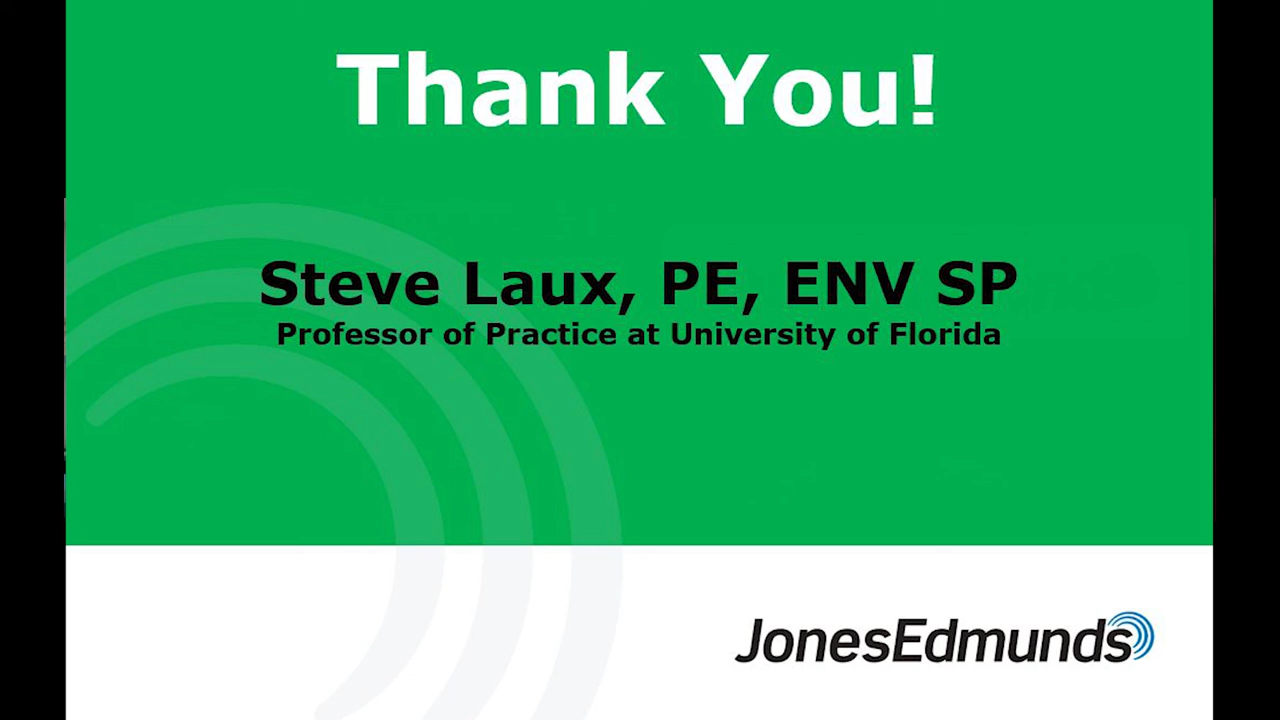 Thank You!
Steve Laux, PE, ENV SP
Professor of Practice at University of Florida
JonesEdmunds